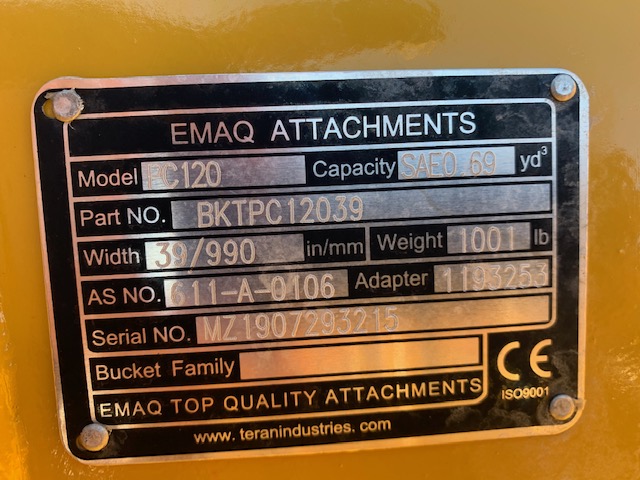 EMAQ ATTACHMENTS
Model PC120 Capacity SAE0.69 yd³
Part NO. BKTPC12039
Width 39/990 in/mm Weight 1001 lb
AS NO. 611-A-0106 Adapter 1193253
Serial NO. MZ1907293215
Bucket Family
CE
ISO9001
EMAQ TOP QUALITY ATTACHMENTS
www. teranindustries. com